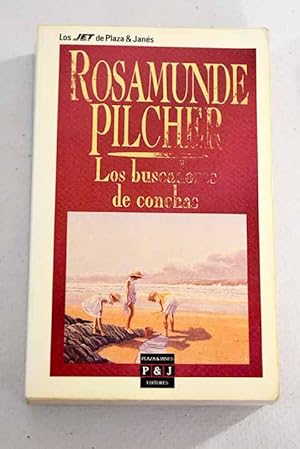 Los JET de Plaza & Janés
ROSAMUNDE
PILCHER
Los buscadores
de conchas
PLAZA & JANES
P & J
EDITORES